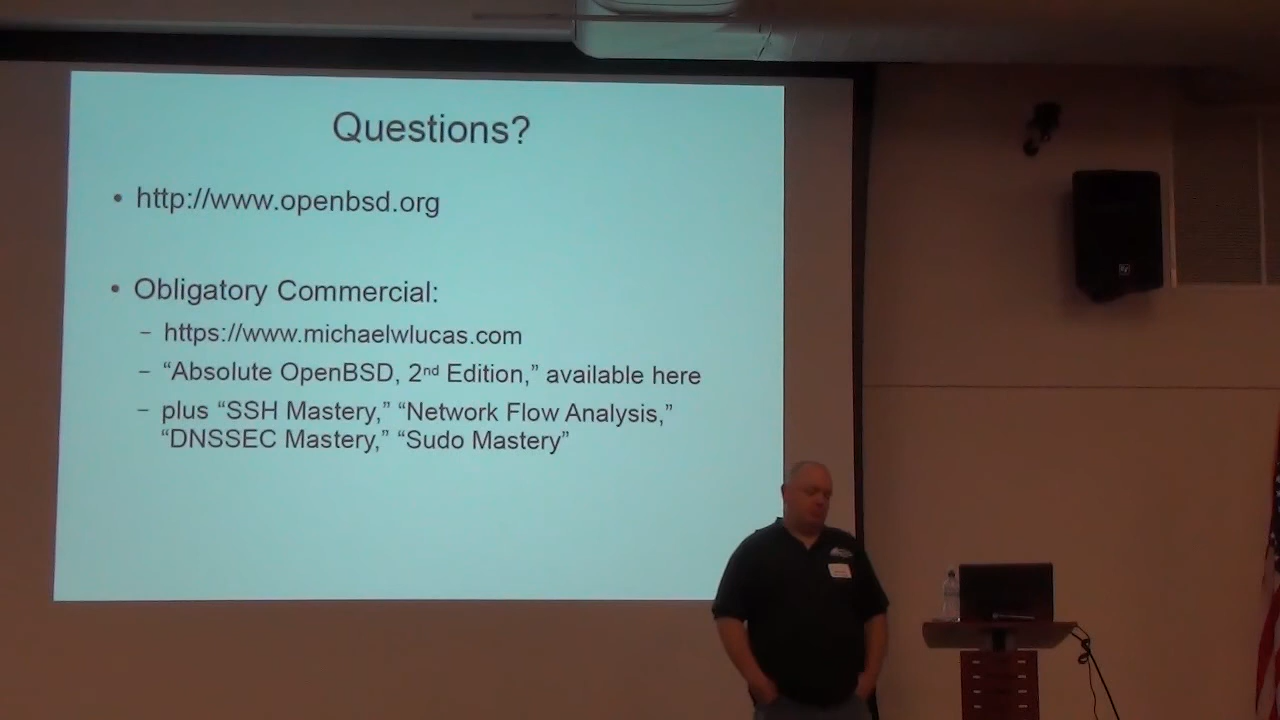 Questions?
• http://www.openbsd.org
• Obligatory Commercial:
– https://www.michaelwlucas.com
– “Absolute OpenBSD, 2nd Edition,” available here
– plus “SSH Mastery,” “Network Flow Analysis,”
“DNSSEC Mastery,” “Sudo Mastery”